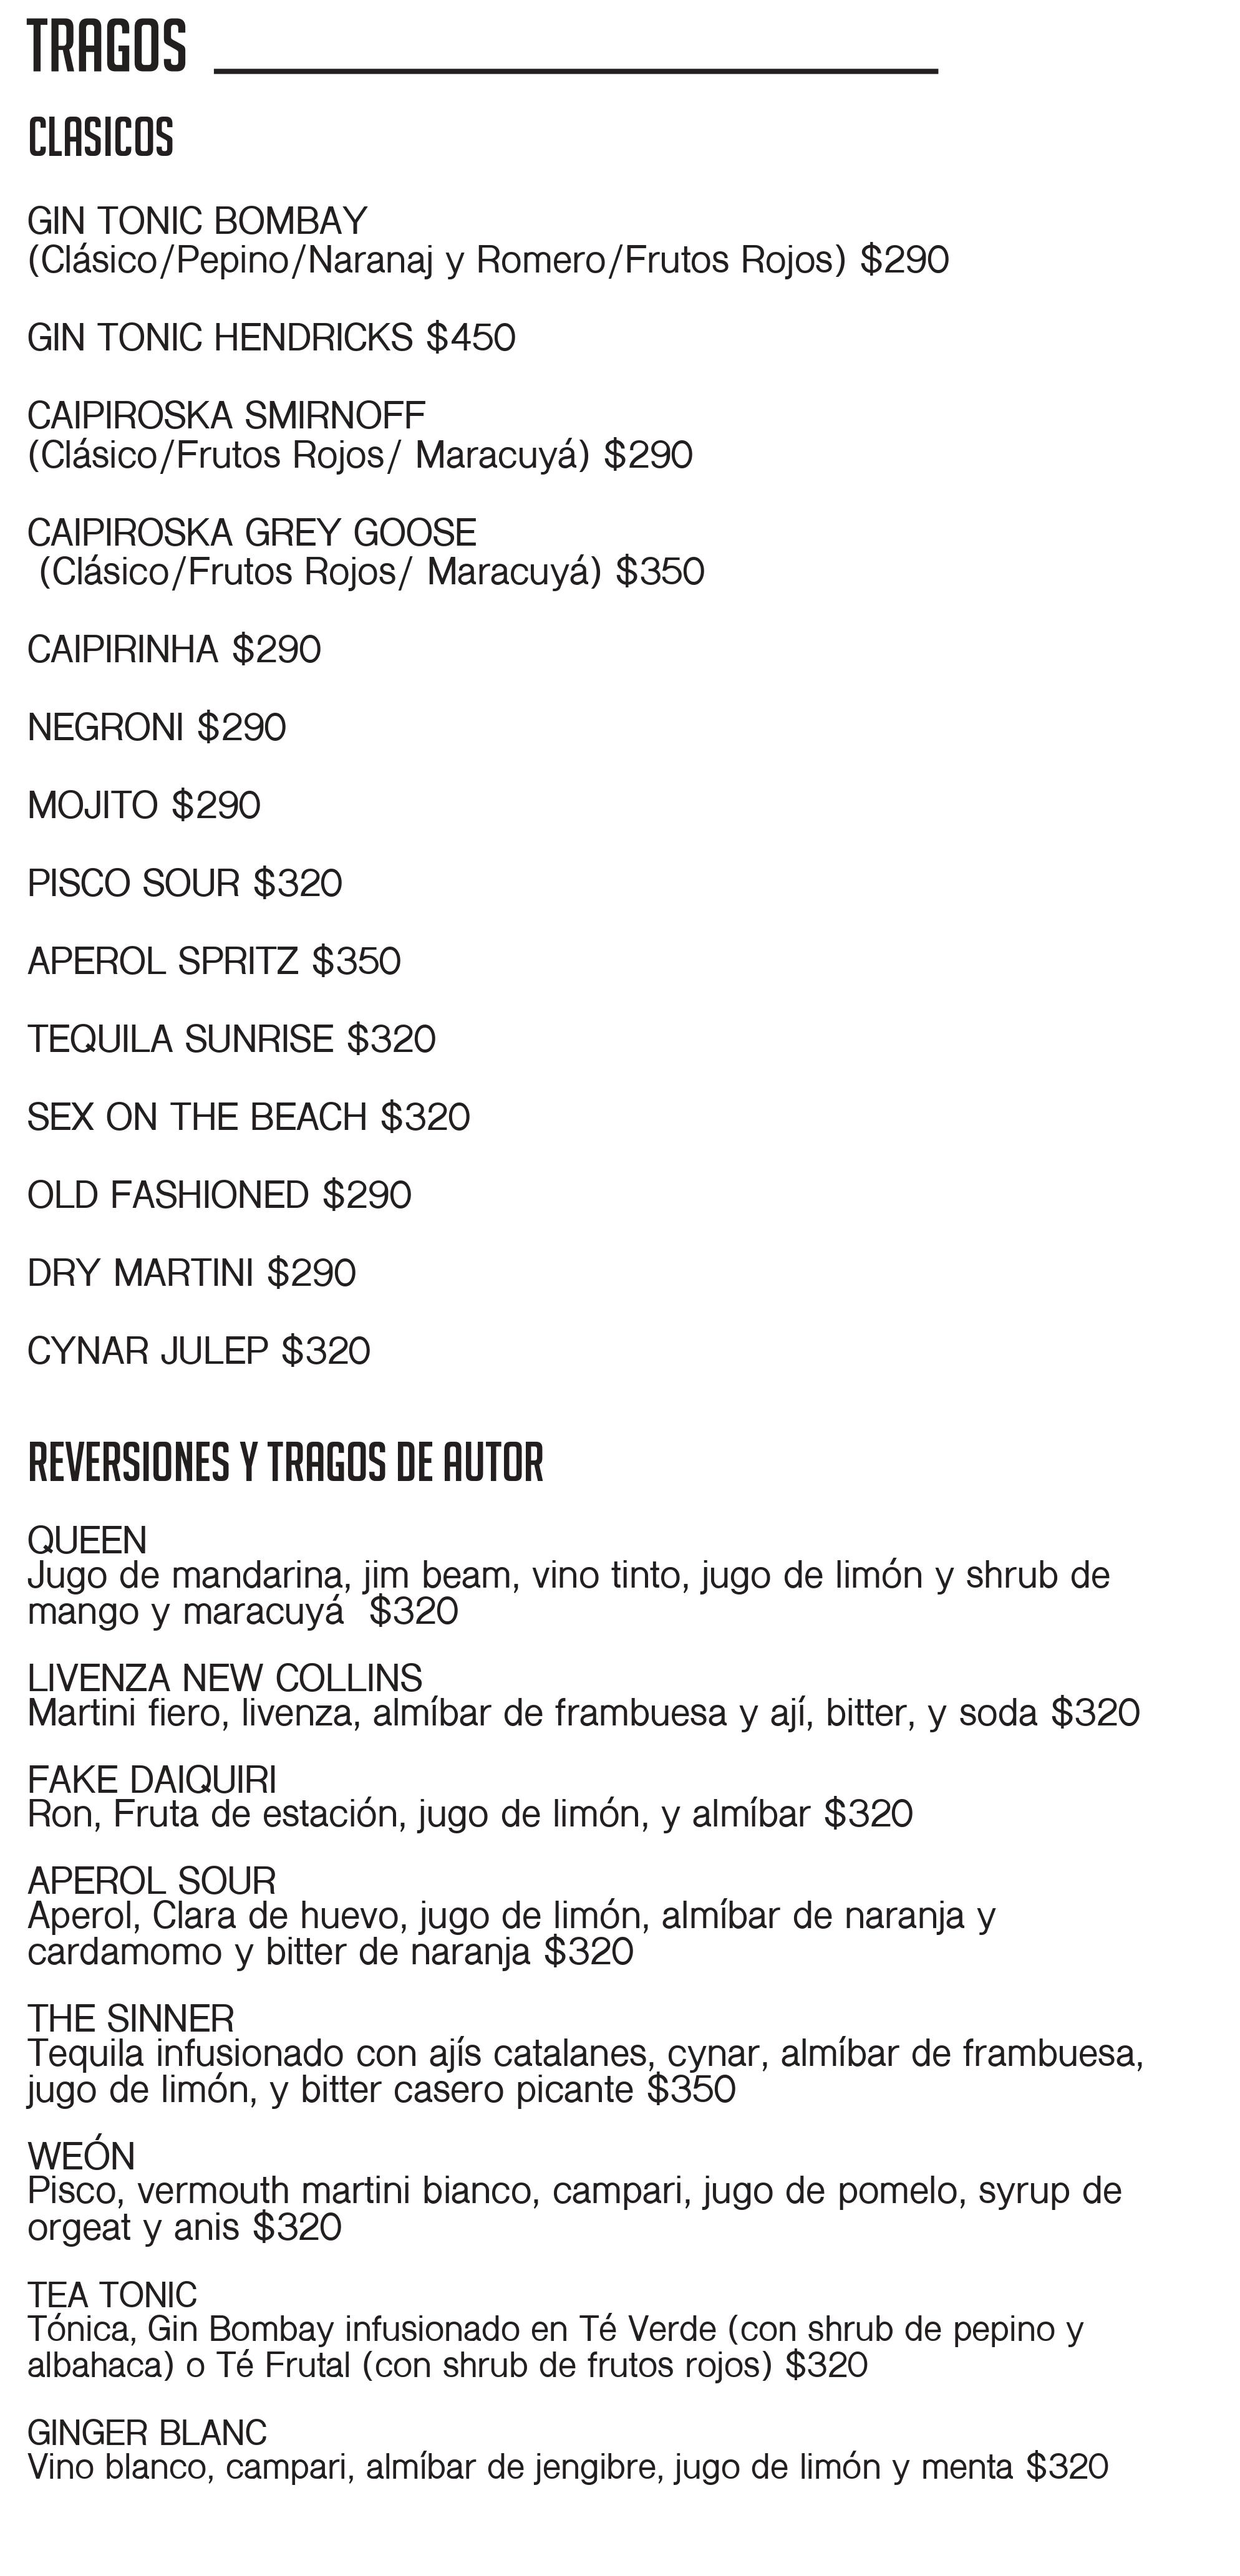 TRAGOS
CLASICOS
GIN TONIC BOMBAY
(Clásico/Pepino/Naranaj y Romero/Frutos Rojos) $290
GIN TONIC HENDRICKS $450
CAIPIROSKA SMIRNOFF
(Clásico/Frutos Rojos/ Maracuyá) $290
CAIPIROSKA GREY GOOSE
(Clásico/Frutos Rojos/ Maracuyá) $350
CAIPIRINHA $290
NEGRONI $290
MOJITO $290
PISCO SOUR $320
APEROL SPRITZ $350
TEQUILA SUNRISE $320
SEX ON THE BEACH $320
OLD FASHIONED $290
DRY MARTINI $290
CYNAR JULEP $320
REVERSIONES Y TRAGOS DE AUTOR
QUEEN
Jugo de mandarina, jim beam, vino tinto, jugo de limón y shrub de
mango y maracuyá  $320
LIVENZA NEW COLLINS
Martini fiero, livenza, almíbar de frambuesa y ají, bitter, y soda $320
FAKE DAIQUIRI
Ron, Fruta de estación, jugo de limón, y almíbar $320
APEROL SOUR
Aperol, Clara de huevo, jugo de limón, almíbar de naranja y
cardamomo y bitter de naranja $320
THE SINNER
Tequila infusionado con ajís catalanes, cynar, almíbar de frambuesa,
jugo de limón, y bitter casero picante $350
WEÓN
Pisco, vermouth martini bianco, campari, jugo de pomelo, syrup de
orgeat y anis $320
TEA TONIC
Tónica, Gin Bombay infusionado en Té Verde (con shrub de pepino y
albahaca) o Té Frutal (con shrub de frutos rojos) $320
GINGER BLANC
Vino blanco, campari, almíbar de jengibre, jugo de limón y menta $320